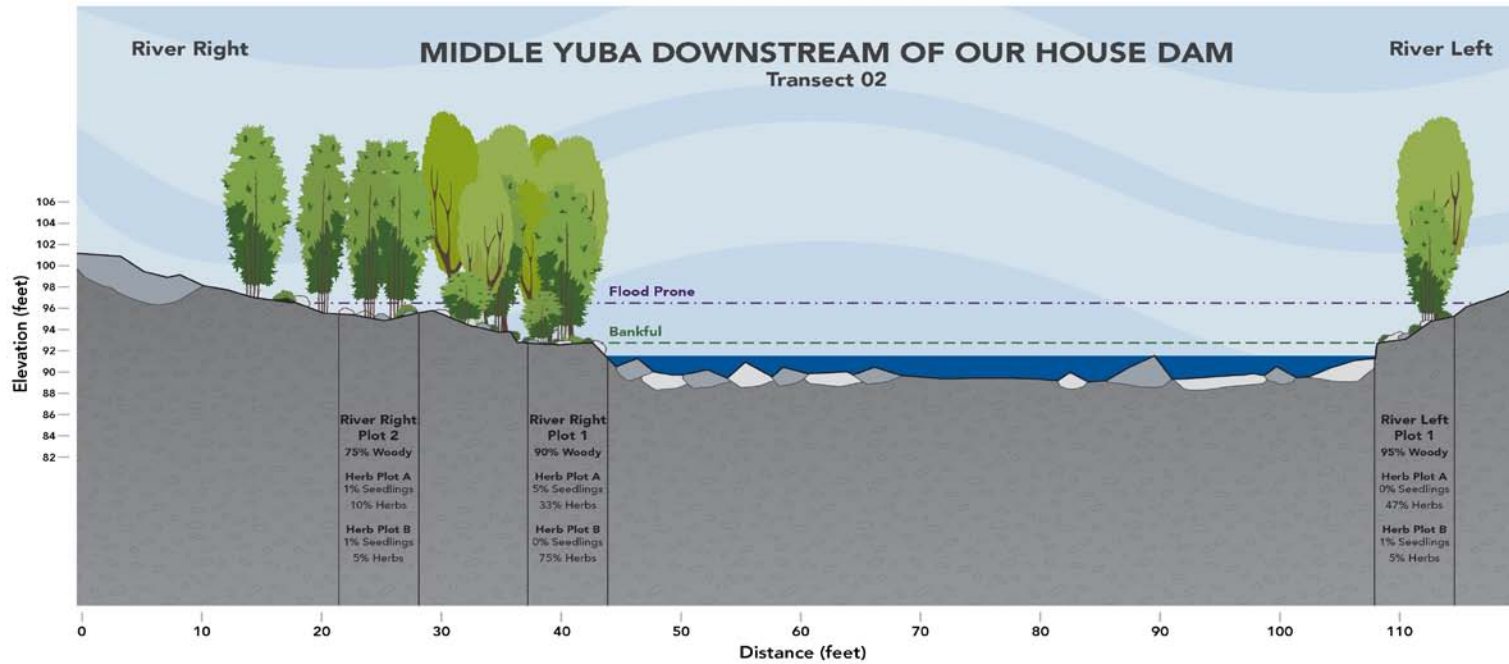 River Right
MIDDLE YUBA DOWNSTREAM OF OUR HOUSE DAM
River Left
Transect 02
Elevation (feet)
106
104
102
100
98
96
94
92
90
88
86
84
82
Flood Prone
Bankful
River Right
Plot 2
75% Woody
Herb Plot A
1% Seedlings
10% Herbs
Herb Plot B
1% Seedlings
5% Herbs
River Right
Plot 1
90% Woody
Herb Plot A
5% Seedlings
33% Herbs
Herb Plot B
0% Seedlings
75% Herbs
River Left
Plot 1
95% Woody
Herb Plot A
0% Seedlings
47% Herbs
Herb Plot B
1% Seedlings
5% Herbs
0 10 20 30 40 50 60 70 80 90 100 110
Distance (feet)